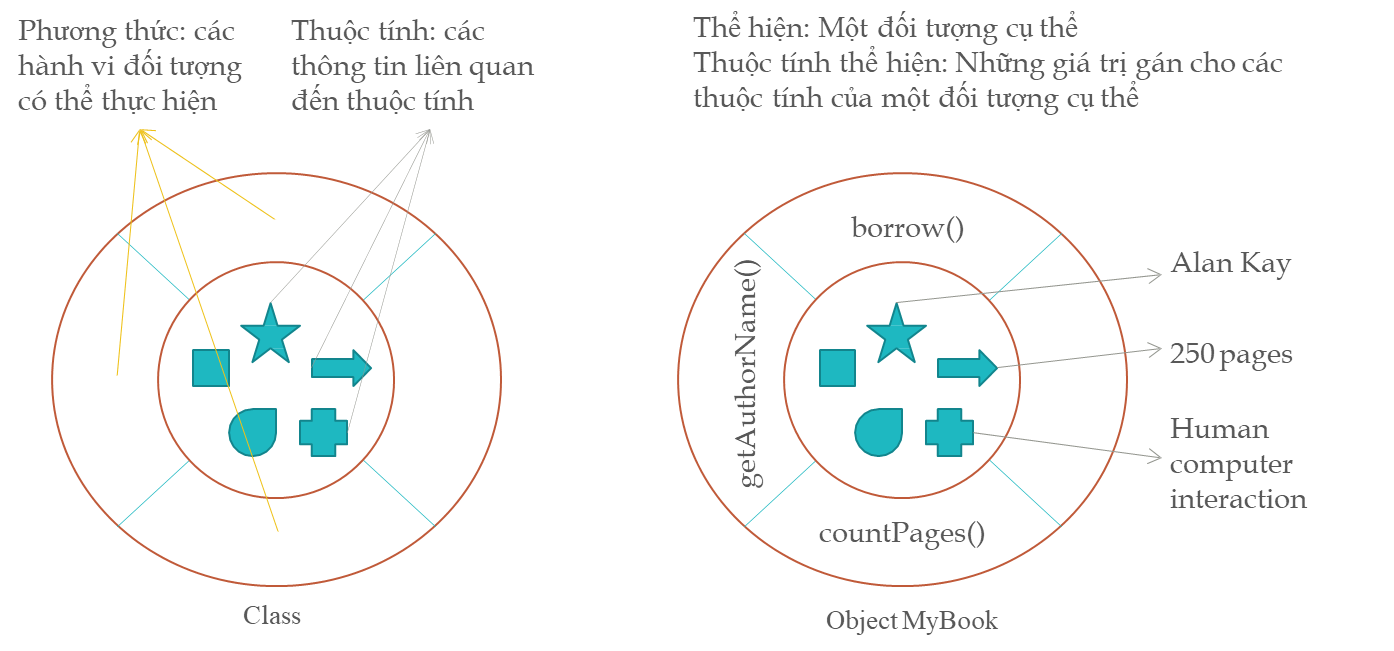 Phương thức: các
hành vi đối tượng
có thể thực hiện
Thuộc tính: các
thông tin liên quan
đến thuộc tính
Thể hiện: Một đối tượng cụ thể
Thuộc tính thể hiện: Những giá trị gán cho các
thuộc tính của một đối tượng cụ thể
borrow()
getAuthorName()
countPages()
Alan Kay
250 pages
Human
computer
interaction
Class
Object MyBook